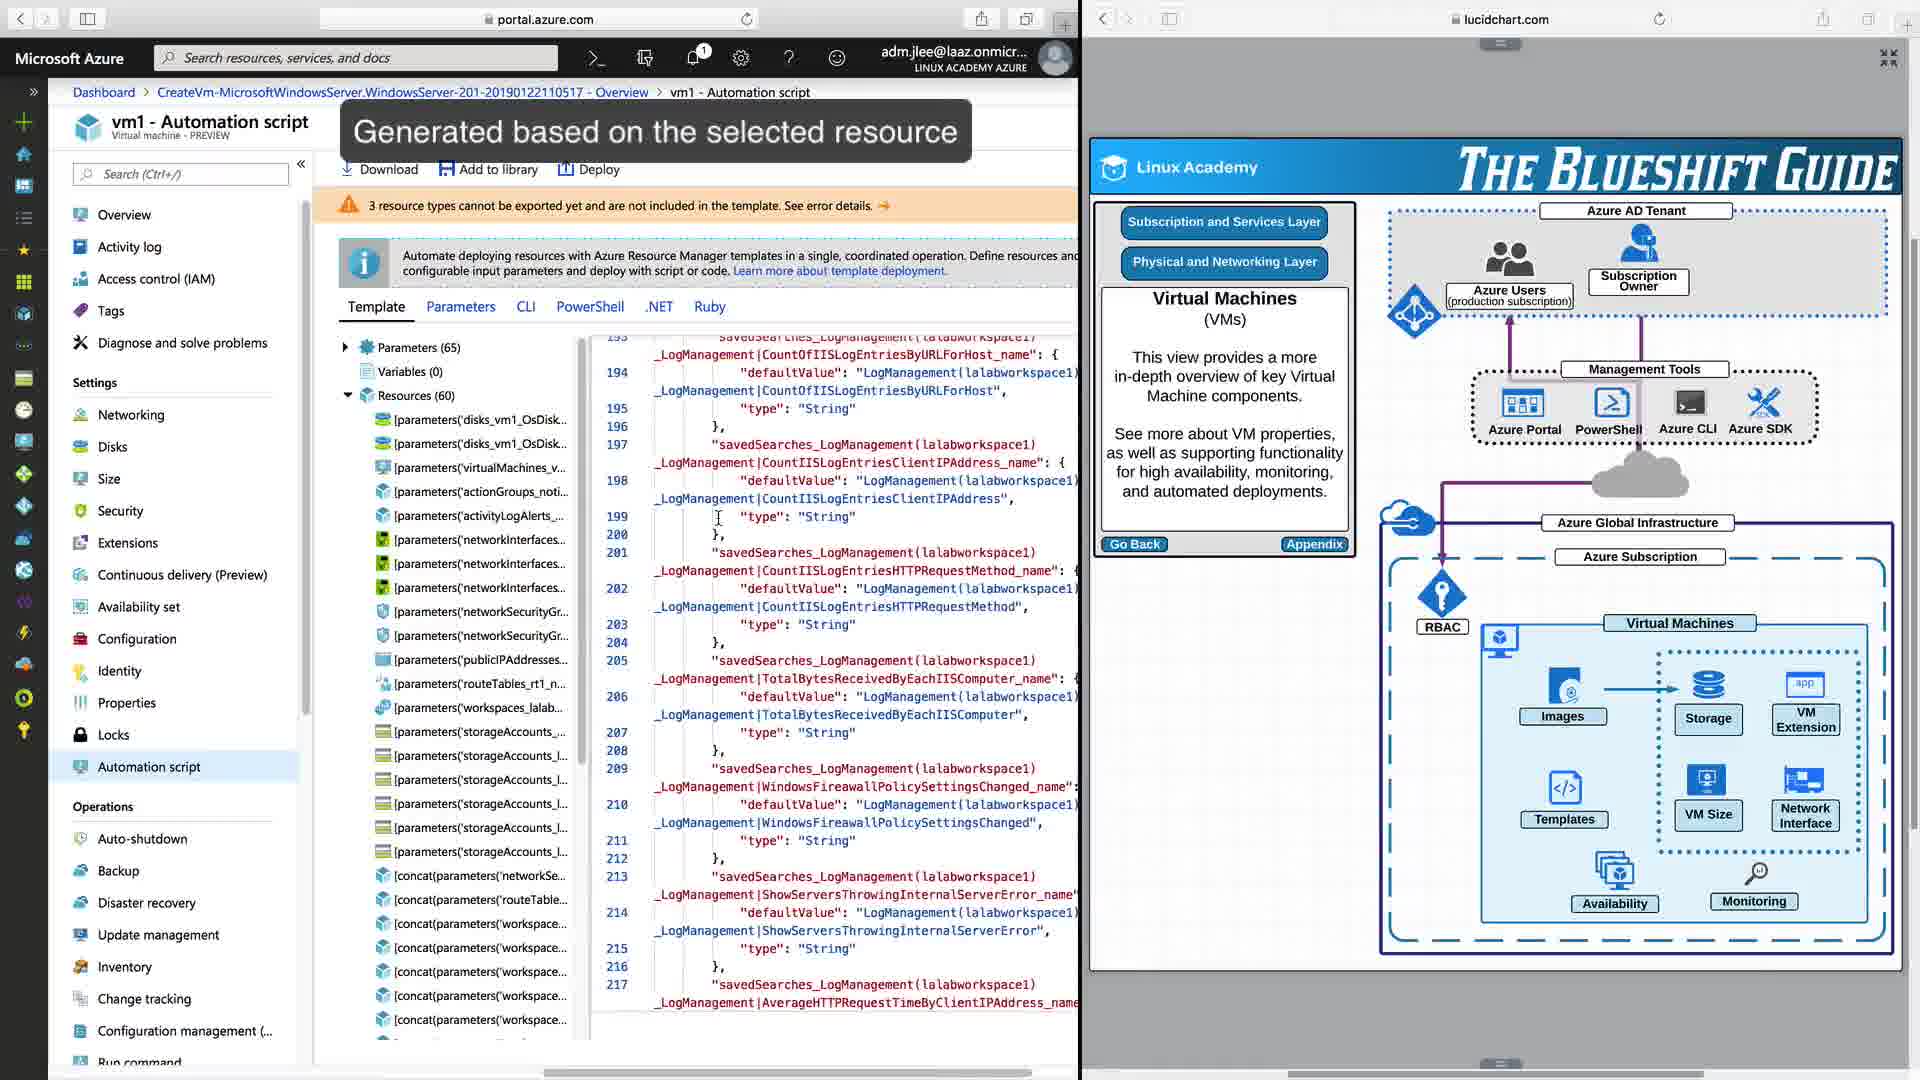 portal.azure.com
Microsoft Azure
Search resources, services, and docs
1
adm.jlee@laaz.onmicr...
LINUX ACADEMY AZURE
Dashboard > CreateVm-MicrosoftWindowsServer.WindowsServer-201-20190122110517 - Overview > vm1 - Automation script
vm1 - Automation script
Virtual machine - PREVIEW
Generated based on the selected resource
Search (Ctrl+/)
Overview
Activity log
Access control (IAM)
Tags
Diagnose and solve problems
Settings
Networking
Disks
Size
Security
Extensions
Continuous delivery (Preview)
Availability set
Configuration
Identity
Properties
Locks
Automation script
Operations
Auto-shutdown
Backup
Disaster recovery
Update management
Inventory
Change tracking
Configuration management (...
Run command
Download
Add to library
Deploy
3 resource types cannot be exported yet and are not included in the template. See error details.
Automate deploying resources with Azure Resource Manager templates in a single, coordinated operation. Define resources and
configurable input parameters and deploy with script or code. Learn more about template deployment.
Template Parameters CLI PowerShell .NET Ruby
Parameters (65)
Variables (0)
Resources (60)
[parameters('disks_vm1_OsDisk...
[parameters('disks_vm1_OsDisk...
[parameters('virtualMachines_v...
[parameters('actionGroups_noti...
[parameters('activityLogAlerts_...
[parameters('networkInterfaces...
[parameters('networkInterfaces...
[parameters('networkInterfaces...
[parameters('networkSecurityGr...
[parameters('networkSecurityGr...
[parameters('publicIPAddresses...
[parameters('routeTables_rt1_n...
[parameters('workspaces_lalab...
[parameters('storageAccounts_...
[parameters('storageAccounts_l...
[parameters('storageAccounts_l...
[parameters('storageAccounts_l...
[parameters('storageAccounts_l...
[parameters('storageAccounts_l...
[concat(parameters('networkSe...
[concat(parameters('routeTable...
[concat(parameters('workspace...
[concat(parameters('workspace...
[concat(parameters('workspace...
[concat(parameters('workspace...
[concat(parameters('workspace...
193 "savedSearches_LogManagement(lalabworkspace1)
_LogManagement|CountOfIISLogEntriesByURLForHost_name": {
194 "defaultValue": "LogManagement(lalabworkspace1)
_LogManagement|CountOfIISLogEntriesByURLForHost",
195 "type": "String"
196 },
197 "savedSearches_LogManagement(lalabworkspace1)
_LogManagement|CountIISLogEntriesClientIPAddress_name": {
198 "defaultValue": "LogManagement(lalabworkspace1)
_LogManagement|CountIISLogEntriesClientIPAddress",
199 "type": "String"
200 },
201 "savedSearches_LogManagement(lalabworkspace1)
_LogManagement|CountIISLogEntriesHTTPRequestMethod_name": {
202 "defaultValue": "LogManagement(lalabworkspace1)
_LogManagement|CountIISLogEntriesHTTPRequestMethod",
203 "type": "String"
204 },
205 "savedSearches_LogManagement(lalabworkspace1)
_LogManagement|TotalBytesReceivedByEachIISComputer_name": {
206 "defaultValue": "LogManagement(lalabworkspace1)
_LogManagement|TotalBytesReceivedByEachIISComputer",
207 "type": "String"
208 },
209 "savedSearches_LogManagement(lalabworkspace1)
_LogManagement|WindowsFireawallPolicySettingsChanged_name":
210 "defaultValue": "LogManagement(lalabworkspace1)
_LogManagement|WindowsFireawallPolicySettingsChanged",
211 "type": "String"
212 },
213 "savedSearches_LogManagement(lalabworkspace1)
_LogManagement|ShowServersThrowingInternalServerError_name"
214 "defaultValue": "LogManagement(lalabworkspace1)
_LogManagement|ShowServersThrowingInternalServerError",
215 "type": "String"
216 },
217 "savedSearches_LogManagement(lalabworkspace1)
_LogManagement|AverageHTTPRequestTimeByClientIPAddress_name
lucidchart.com
Linux Academy
THE BLUESHIFT GUIDE
Subscription and Services Layer
Physical and Networking Layer
Virtual Machines
(VMs)
This view provides a more
in-depth overview of key Virtual
Machine components.
See more about VM properties,
as well as supporting functionality
for high availability, monitoring,
and automated deployments.
Go Back
Appendix
Azure AD Tenant
Azure Users
(production subscription)
Subscription
Owner
Management Tools
Azure Portal
PowerShell
Azure CLI
Azure SDK
Azure Global Infrastructure
Azure Subscription
RBAC
Virtual Machines
Images
Storage
app
VM
Extension
Templates
VM Size
Network
Interface
Availability
Monitoring